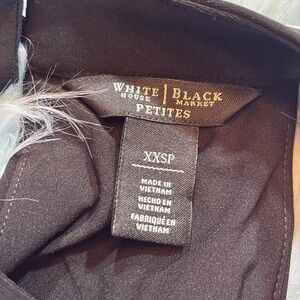 WHITE | BLACK
HOUSE | MARKET
PETITES
XXSP
MADE IN
VIETNAM
HECHO EN
VIETNAM
FABRIQUÉ EN
VIETNAM